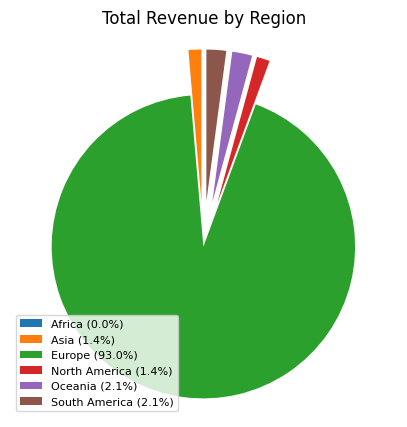 Total Revenue by Region
Africa (0.0%)
Asia (1.4%)
Europe (93.0%)
North America (1.4%)
Oceania (2.1%)
South America (2.1%)